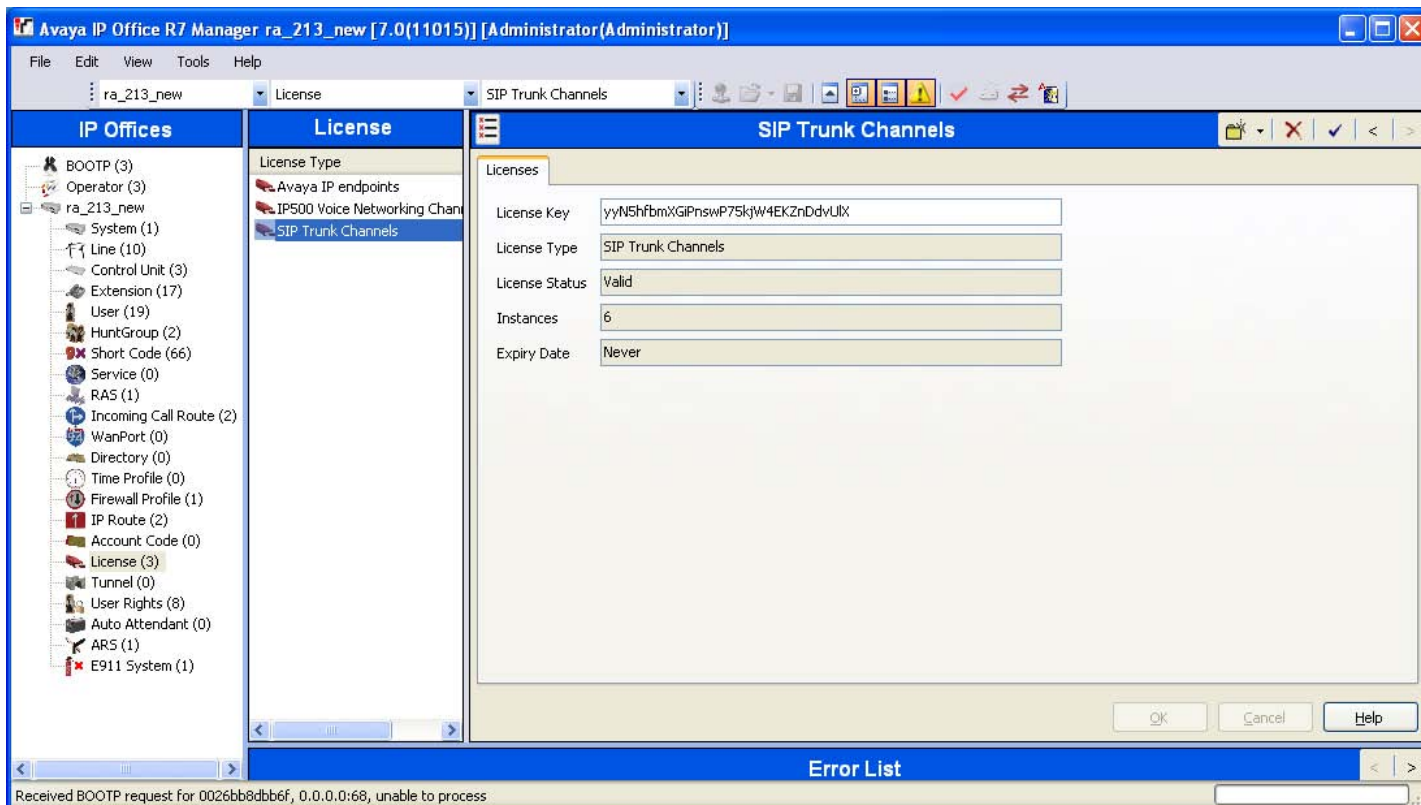 Avaya IP Office R7 Manager ra_213_new [7.0(11015)] [Administrator(Administrator)]
File Edit View Tools Help
ra_213_new License SIP Trunk Channels
IP Offices
BOOTP (3)
Operator (3)
ra_213_new
System (1)
Line (10)
Control Unit (3)
Extension (17)
User (19)
HuntGroup (2)
Short Code (66)
Service (0)
RAS (1)
Incoming Call Route (2)
WanPort (0)
Directory (0)
Time Profile (0)
Firewall Profile (1)
IP Route (2)
Account Code (0)
License (3)
Tunnel (0)
User Rights (8)
Auto Attendant (0)
ARS (1)
E911 System (1)
License
License Type
Avaya IP endpoints
IP500 Voice Networking Chann
SIP Trunk Channels
SIP Trunk Channels
Licenses
License Key yyN5hfbmXGiPnswP75kjW4EKZnDdvUlX
License Type SIP Trunk Channels
License Status Valid
Instances 6
Expiry Date Never
OK Cancel Help
Error List
Received BOOTP request for 0026bb8dbb6f, 0.0.0.0:68, unable to process